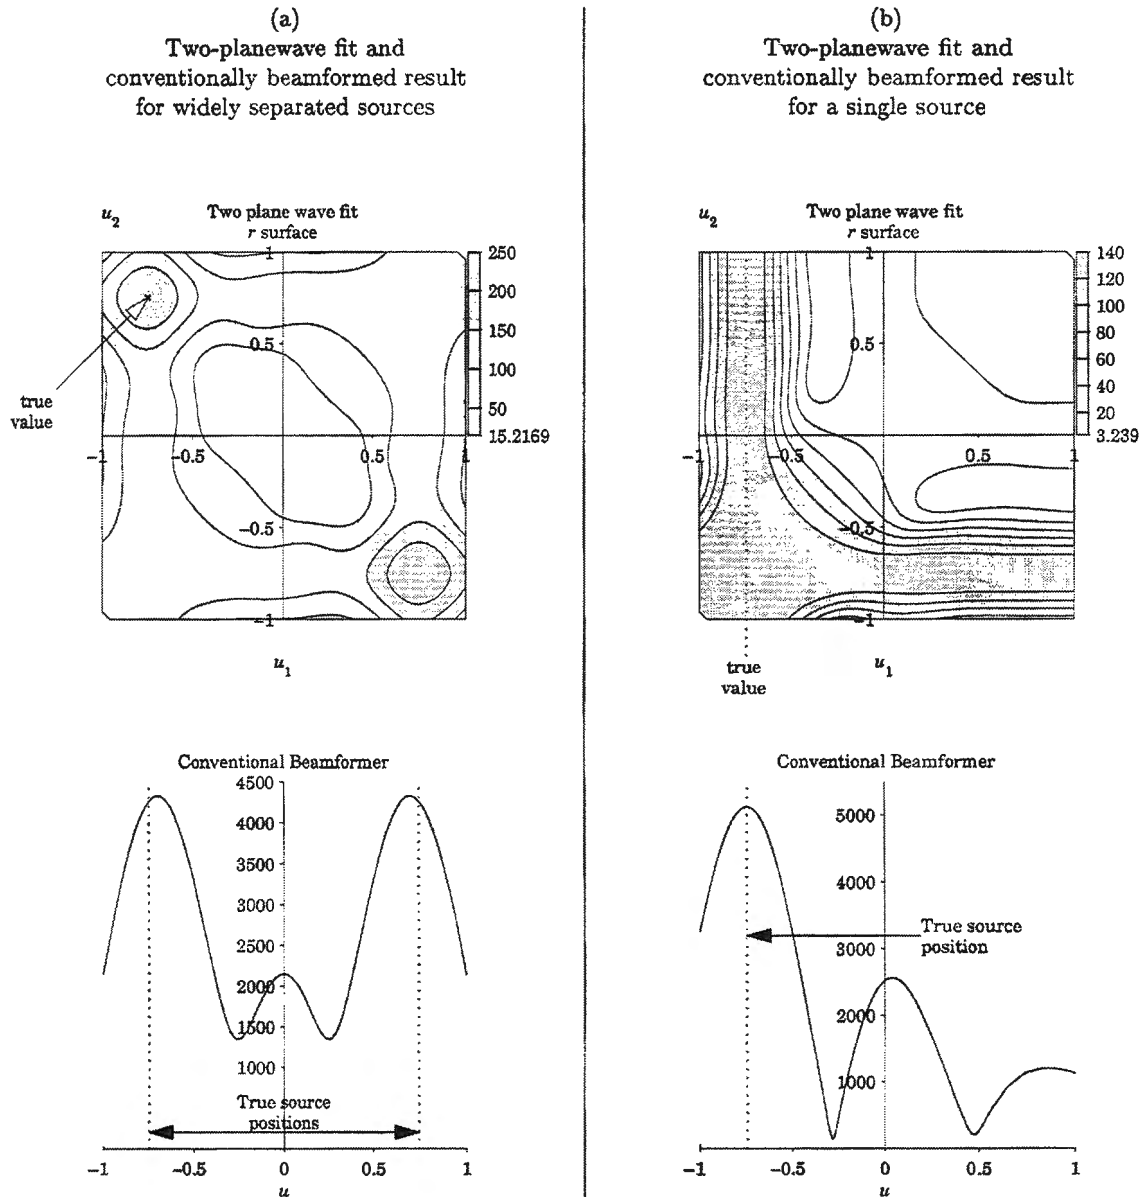 (a)
Two-planewave fit and
conventionally beamformed result
for widely separated sources
u2
Two plane wave fit
r surface
1
0.5
-1
-0.5
0.5
1
-0.5
-1
250
200
150
100
50
15.2169
true
value
u1
Conventional Beamformer
4500
4000
3500
3000
2500
2000
1500
1000
True source
positions
-1
-0.5
0
0.5
1
u
(b)
Two-planewave fit and
conventionally beamformed result
for a single source
u2
Two plane wave fit
r surface
1
0.5
-1
-0.5
0.5
1
-0.5
-1
140
120
100
80
60
40
20
3.239
true
value
u1
Conventional Beamformer
5000
4000
3000
2000
1000
True source
position
-1
-0.5
0
0.5
1
u